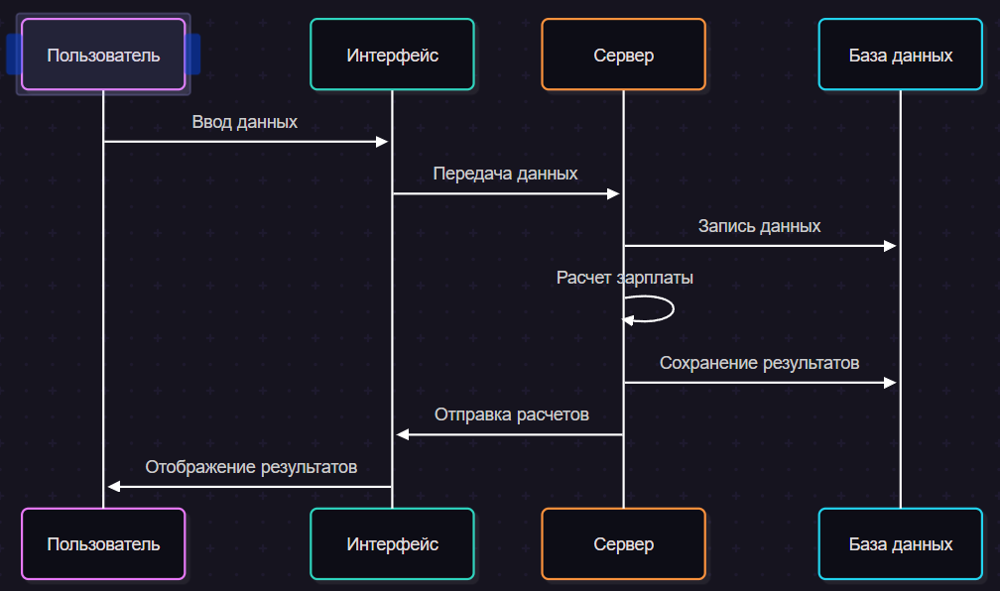 Пользователь
Интерфейс
Сервер
База данных
Ввод данных
Передача данных
Запись данных
Расчет зарплаты
Сохранение результатов
Отправка расчетов
Отображение результатов
Пользователь
Интерфейс
Сервер
База данных